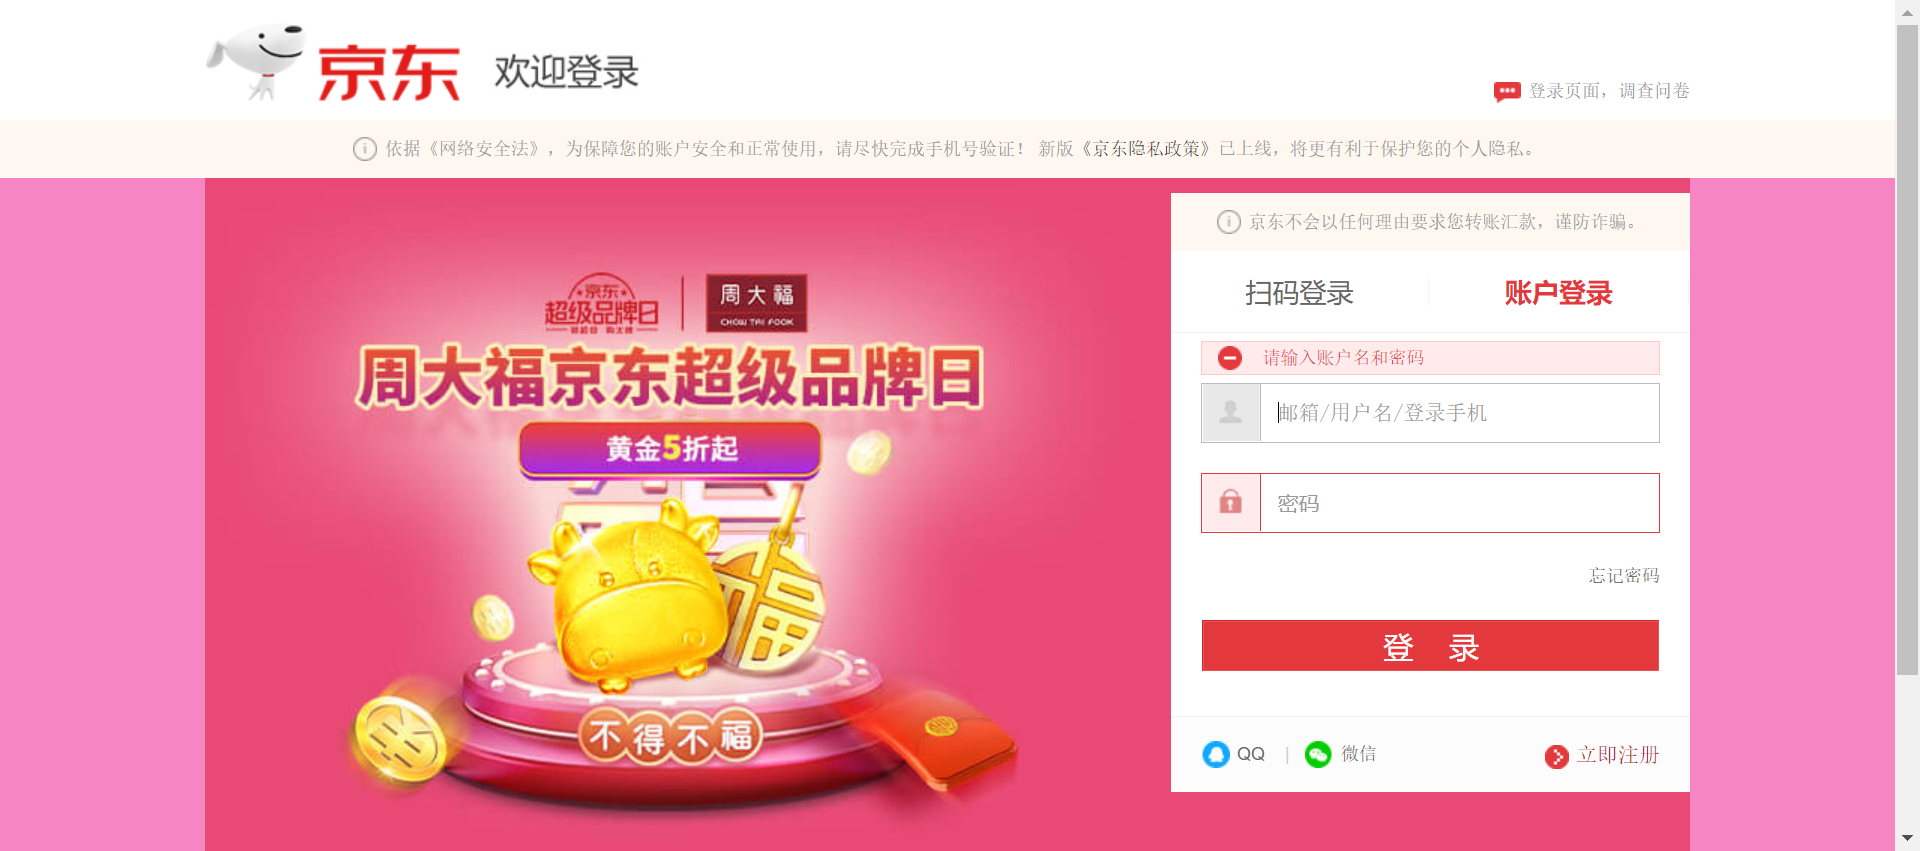 京东
欢迎登录
登录页面，调查问卷
依据《网络安全法》，为保障您的账户安全和正常使用，请尽快完成手机号验证！ 新版《京东隐私政策》已上线，将更有利于保护您的个人隐私。
京东
超级品牌日
周大福
CHOW TAI FOOK
周大福京东超级品牌日
黄金5折起
福
不得不福
京东不会以任何理由要求您转账汇款，谨防诈骗。
扫码登录
账户登录
请输入账户名和密码
邮箱/用户名/登录手机
密码
忘记密码
登 录
QQ | 微信
立即注册